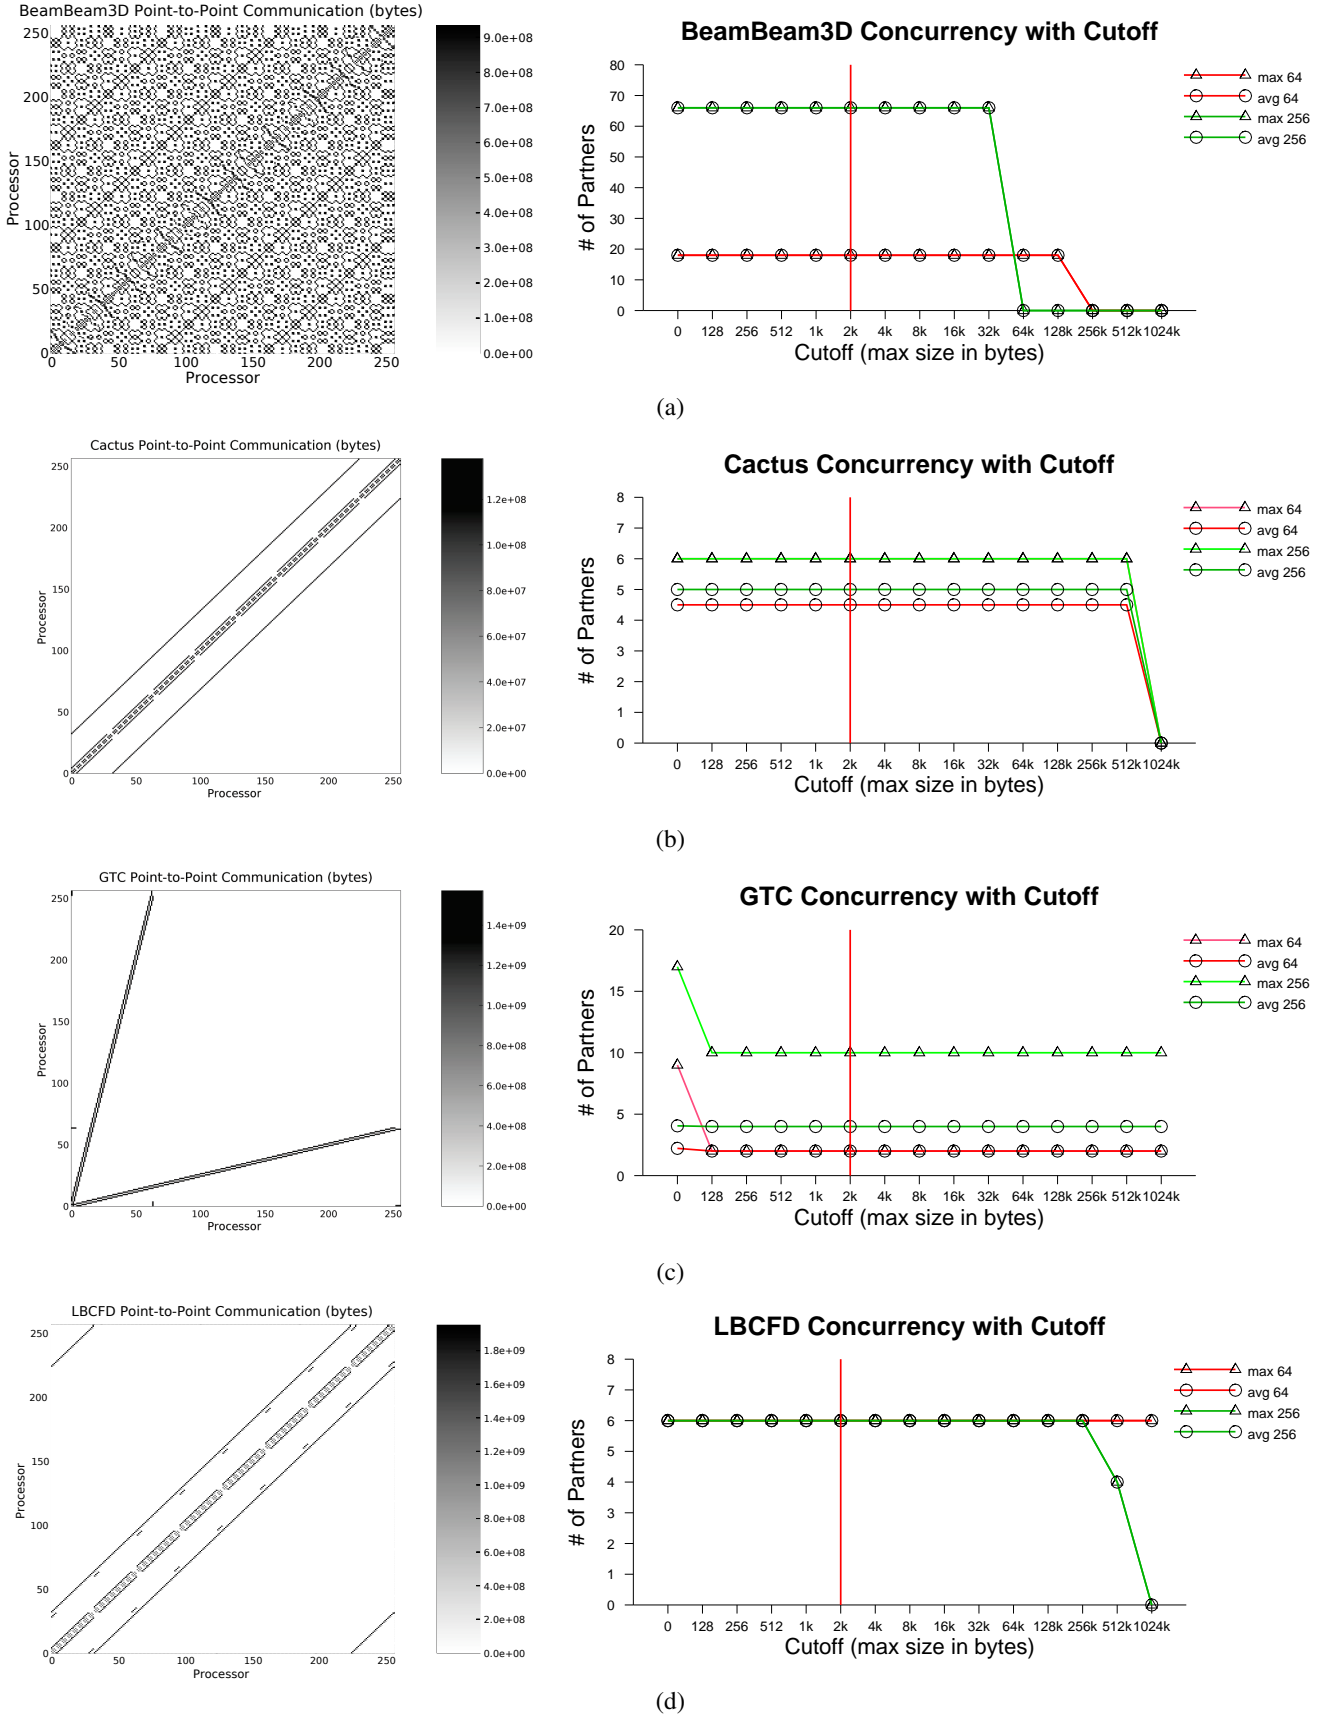 BeamBeam3D Point-to-Point Communication (bytes)
250
200
150
100
50
0
0 50 100 150 200 250
Processor
Processor
9.0e+08
8.0e+08
7.0e+08
6.0e+08
5.0e+08
4.0e+08
3.0e+08
2.0e+08
1.0e+08
0.0e+00
BeamBeam3D Concurrency with Cutoff
80
70
60
50
40
30
20
10
0
# of Partners
0 128 256 512 1k 2k 4k 8k 16k 32k 64k 128k 256k 512k 1024k
Cutoff (max size in bytes)
max 64
avg 64
max 256
avg 256
(a)
Cactus Point-to-Point Communication (bytes)
250
200
150
100
50
0
0 50 100 150 200 250
Processor
Processor
1.2e+08
1.0e+08
8.0e+07
6.0e+07
4.0e+07
2.0e+07
0.0e+00
Cactus Concurrency with Cutoff
8
7
6
5
4
3
2
1
0
# of Partners
0 128 256 512 1k 2k 4k 8k 16k 32k 64k 128k 256k 512k 1024k
Cutoff (max size in bytes)
max 64
avg 64
max 256
avg 256
(b)
GTC Point-to-Point Communication (bytes)
250
200
150
100
50
0
0 50 100 150 200 250
Processor
Processor
1.4e+09
1.2e+09
1.0e+09
8.0e+08
6.0e+08
4.0e+08
2.0e+08
0.0e+00
GTC Concurrency with Cutoff
20
15
10
5
0
# of Partners
0 128 256 512 1k 2k 4k 8k 16k 32k 64k 128k 256k 512k 1024k
Cutoff (max size in bytes)
max 64
avg 64
max 256
avg 256
(c)
LBCFD Point-to-Point Communication (bytes)
250
200
150
100
50
0
0 50 100 150 200 250
Processor
Processor
1.8e+09
1.6e+09
1.4e+09
1.2e+09
1.0e+09
8.0e+08
6.0e+08
4.0e+08
2.0e+08
0.0e+00
LBCFD Concurrency with Cutoff
8
7
6
5
4
3
2
1
0
# of Partners
0 128 256 512 1k 2k 4k 8k 16k 32k 64k 128k 256k 512k 1024k
Cutoff (max size in bytes)
max 64
avg 64
max 256
avg 256
(d)